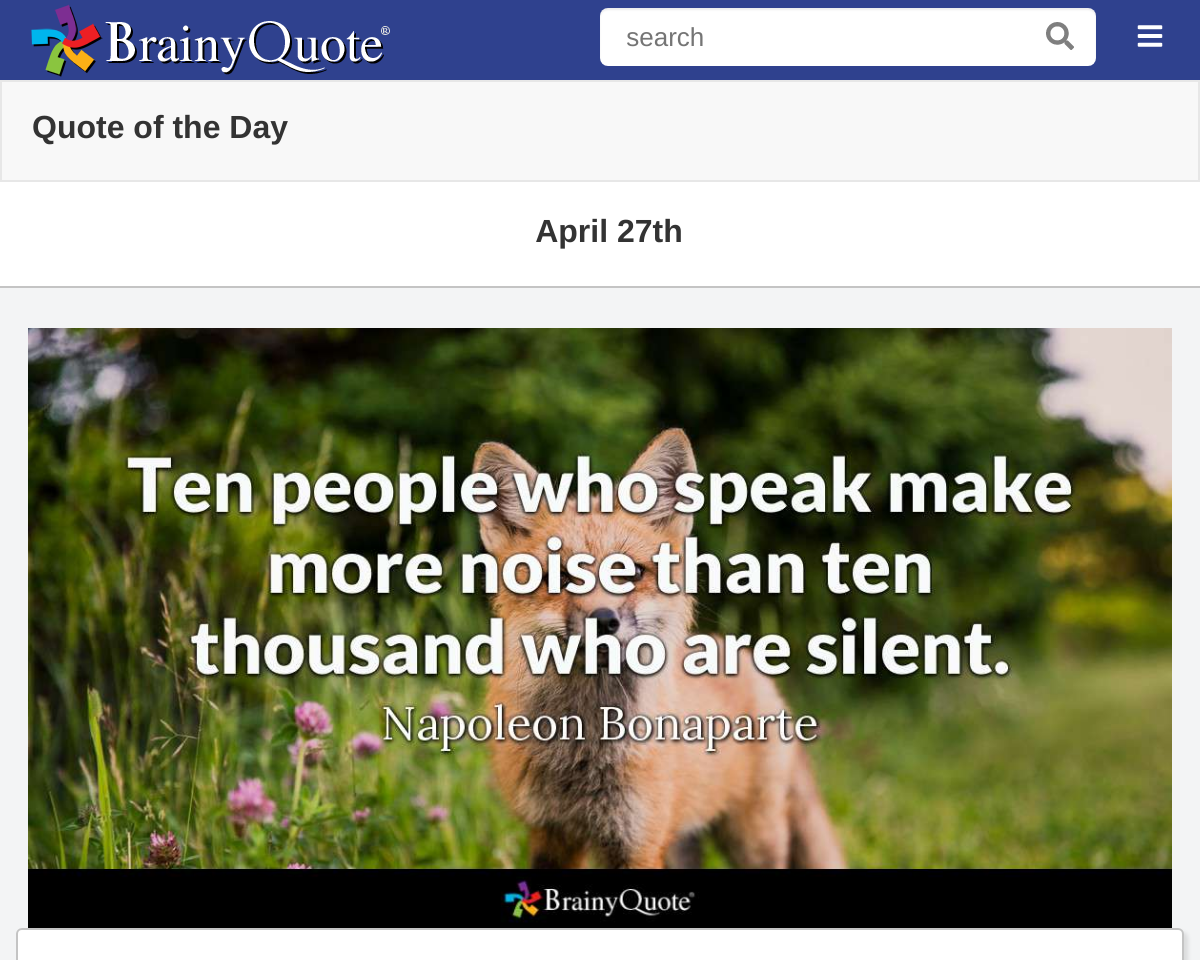 BrainyQuote®
search
Quote of the Day
April 27th
Ten people who speak make
more noise than ten
thousand who are silent.
Napoleon Bonaparte
BrainyQuote®